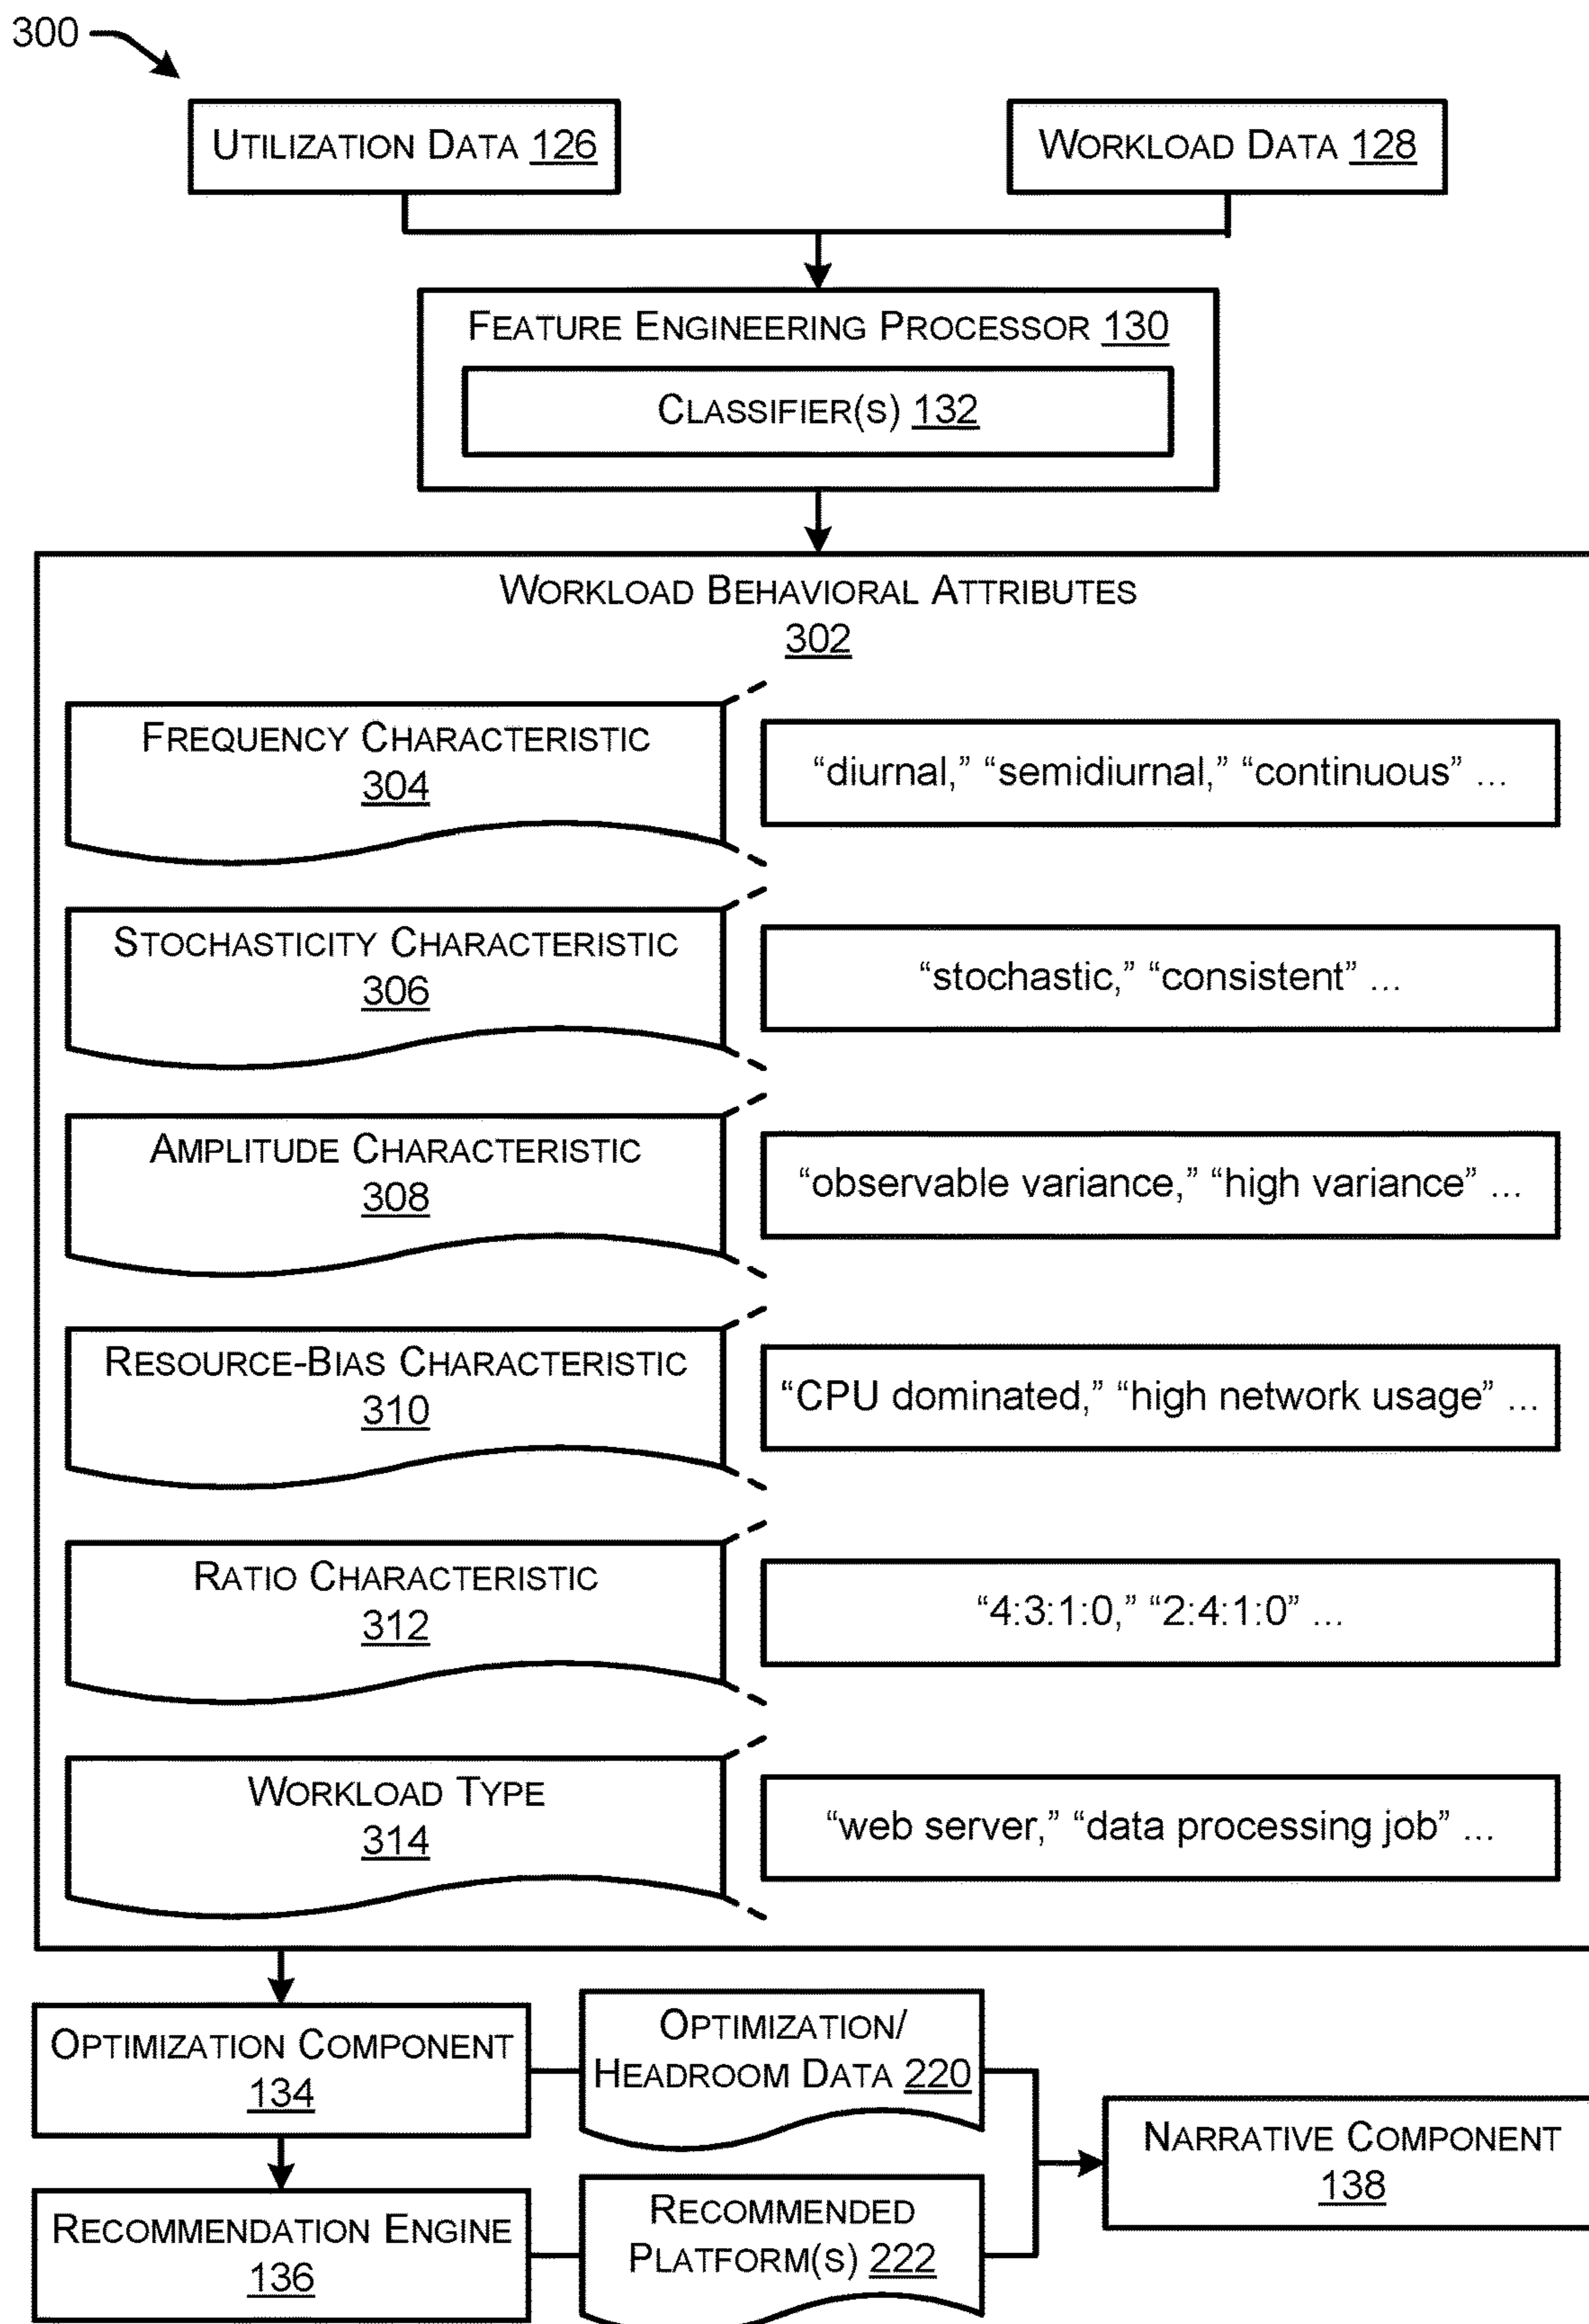 300
UTILIZATION DATA 126
WORKLOAD DATA 128
FEATURE ENGINEERING PROCESSOR 130
CLASSIFIER(S) 132
WORKLOAD BEHAVIORAL ATTRIBUTES
302
FREQUENCY CHARACTERISTIC
304
“diurnal,” “semidiurnal,” “continuous” ...
STOCHASTICITY CHARACTERISTIC
306
“stochastic,” “consistent” ...
AMPLITUDE CHARACTERISTIC
308
“observable variance,” “high variance” ...
RESOURCE-BIAS CHARACTERISTIC
310
“CPU dominated,” “high network usage” ...
RATIO CHARACTERISTIC
312
“4:3:1:0,” “2:4:1:0” ...
WORKLOAD TYPE
314
“web server,” “data processing job” ...
OPTIMIZATION COMPONENT
134
OPTIMIZATION/
HEADROOM DATA 220
RECOMMENDATION ENGINE
136
RECOMMENDED
PLATFORM(S) 222
NARRATIVE COMPONENT
138